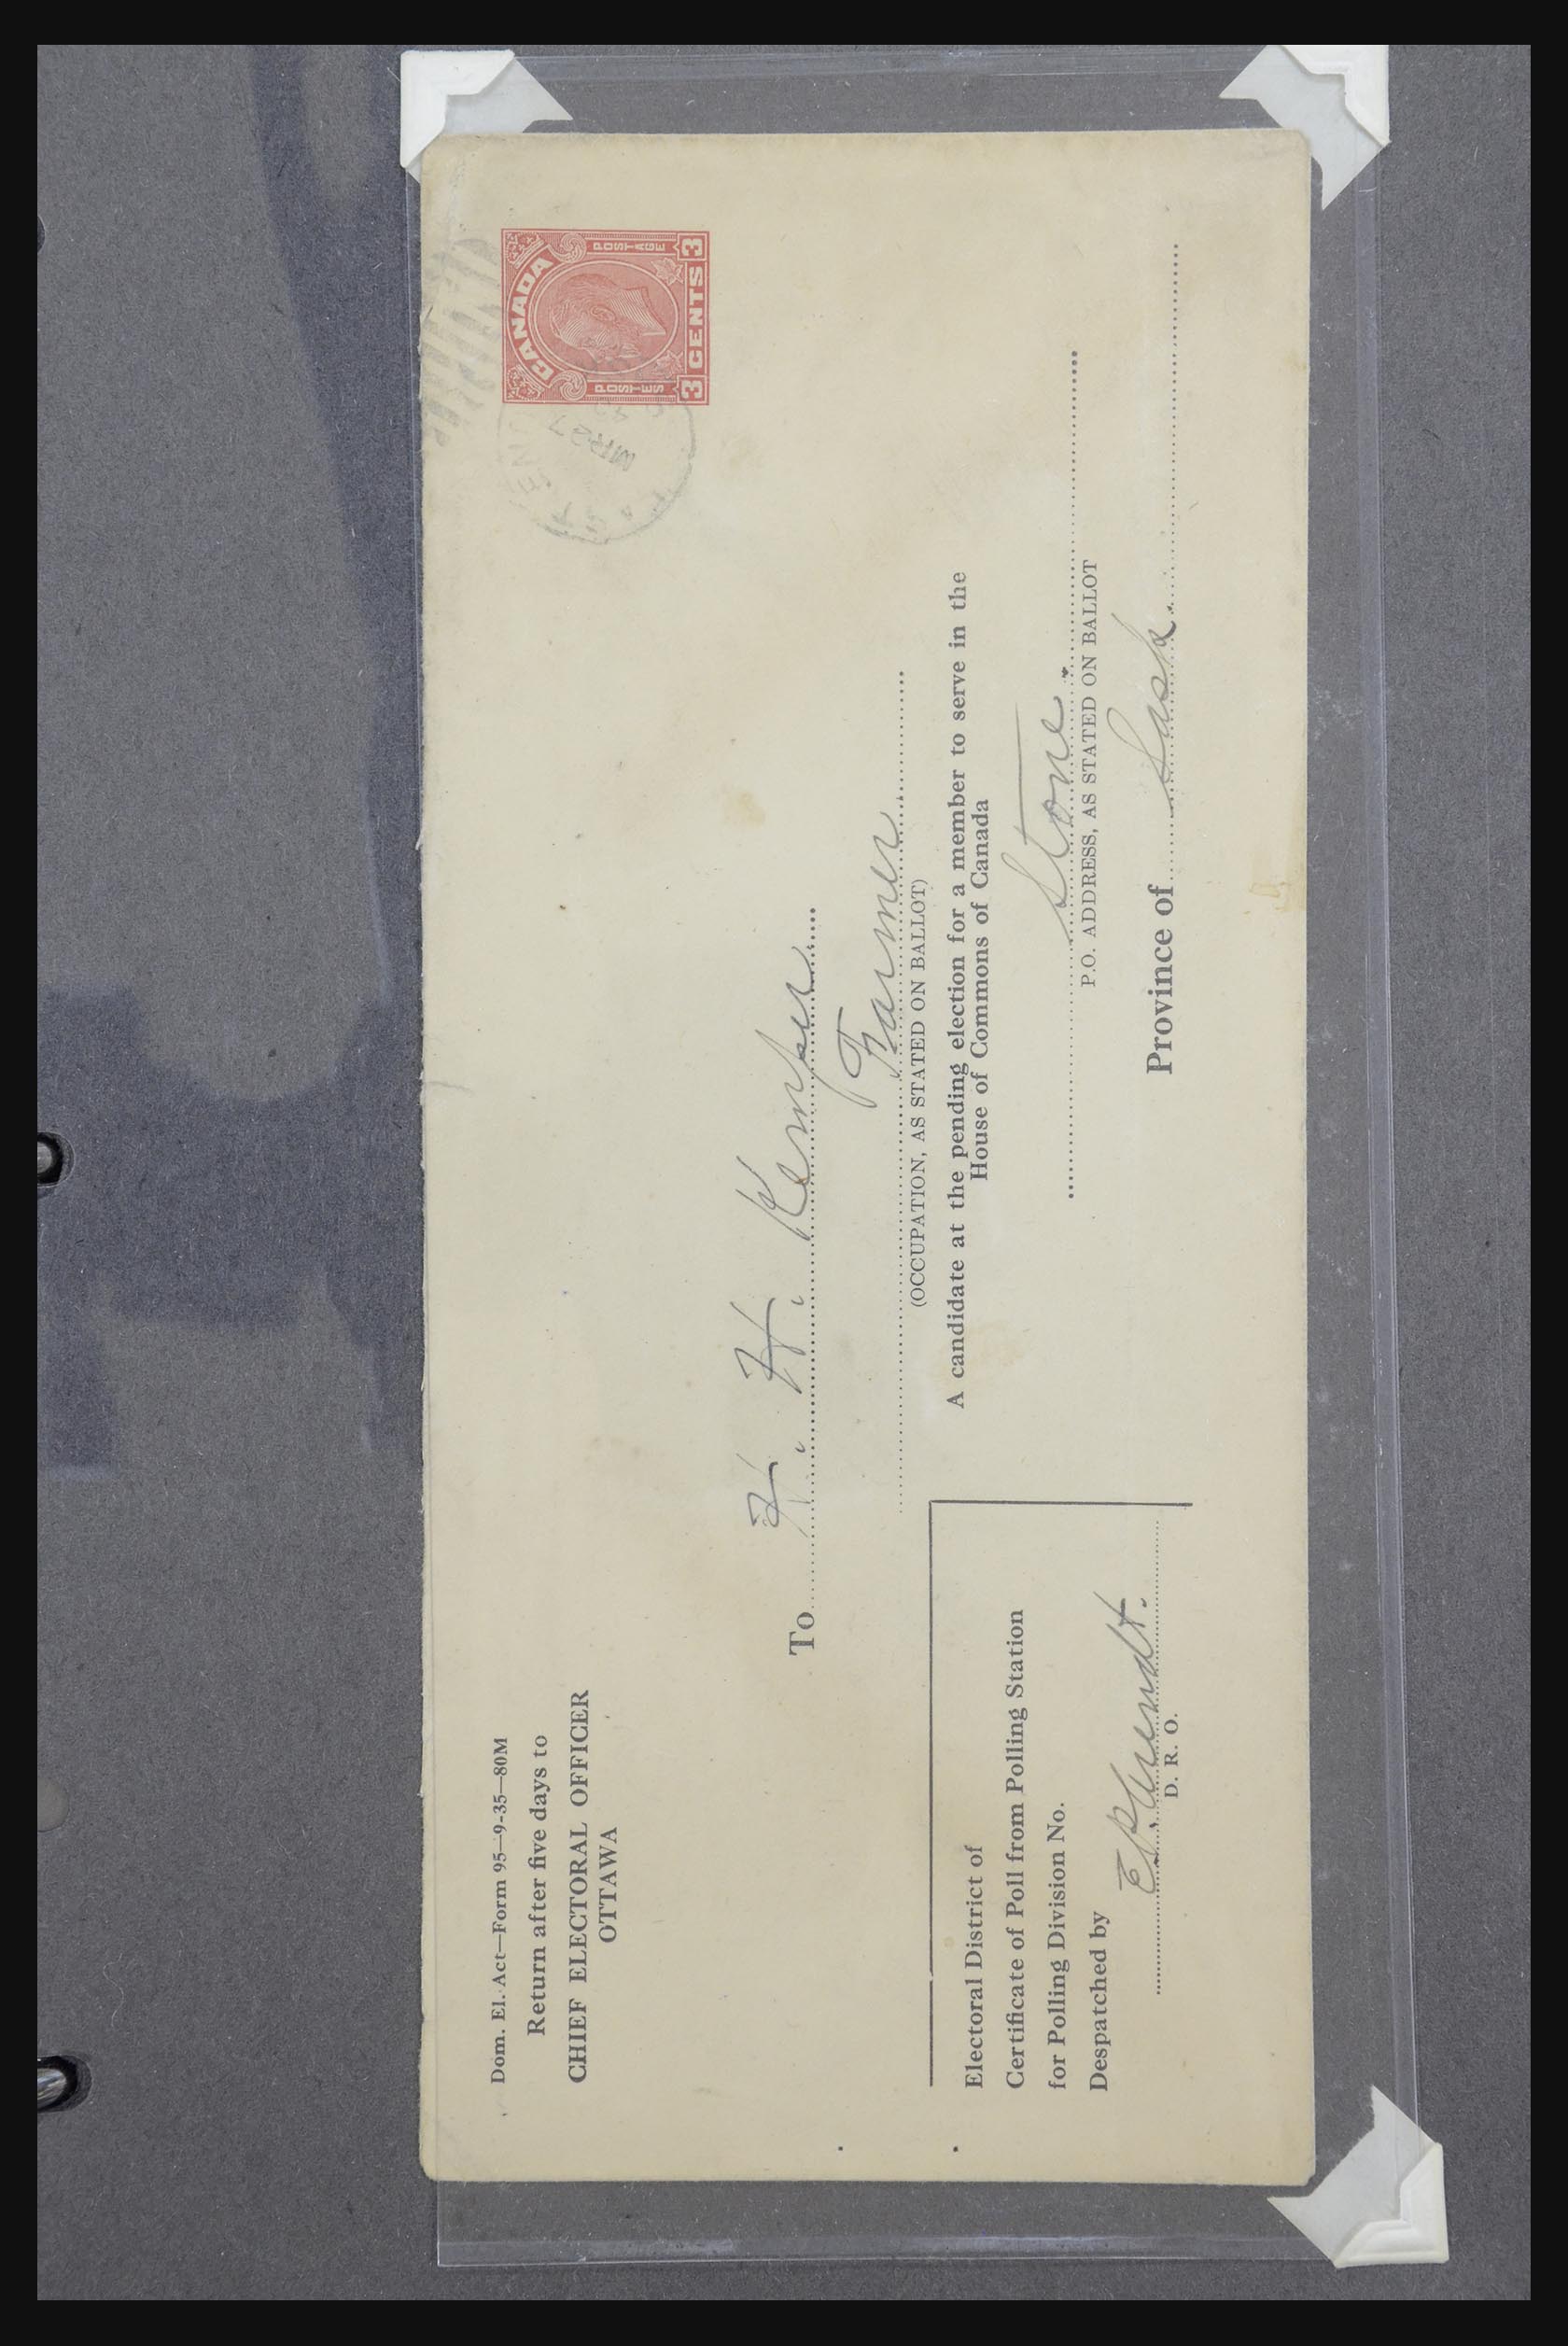 Dom. El. Act—Form 95—9-35—80M
Return after five days to
CHIEF ELECTORAL OFFICER
OTTAWA
CANADA
POSTES POSTAGE
3 CENTS 3
To H. Kemper
Farmer
(OCCUPATION, AS STATED ON BALLOT)
A candidate at the pending election for a member to serve in the
House of Commons of Canada
Stone
P.O. ADDRESS, AS STATED ON BALLOT
Province of Sask.
Electoral District of
Certificate of Poll from Polling Station
for Polling Division No.
Despatched by
D. R. O.